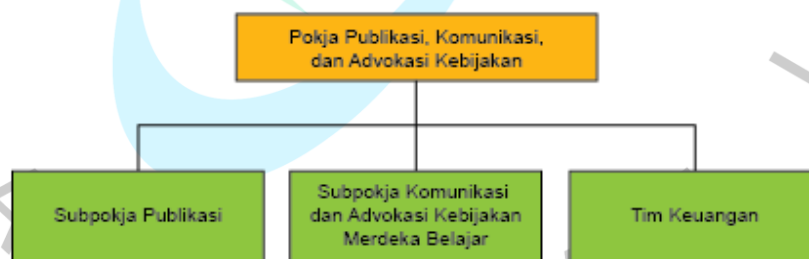 Pokja Publikasi, Komunikasi,
dan Advokasi Kebijakan
Subpokja Publikasi
Subpokja Komunikasi
dan Advokasi Kebijakan
Merdeka Belajar
Tim Keuangan